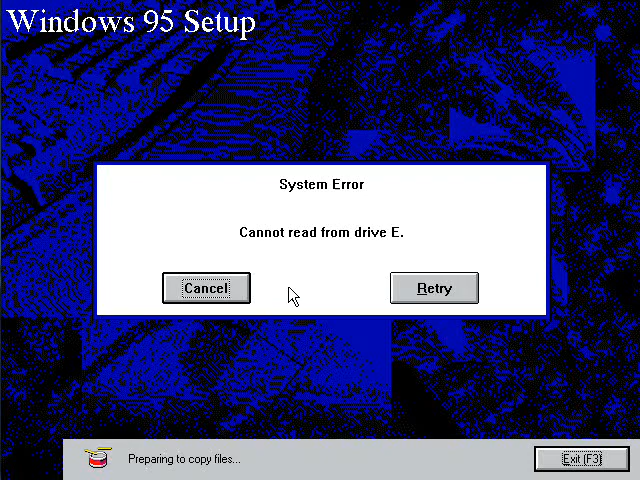 Windows 95 Setup
System Error
Cannot read from drive E.
Cancel
Retry
Preparing to copy files...
Exit (F3)